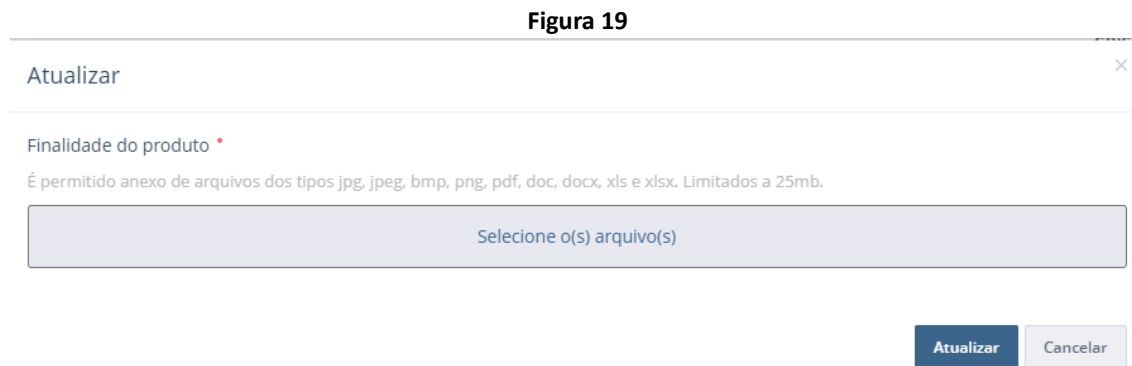 Figura 19
Atualizar
Finalidade do produto *
É permitido anexo de arquivos dos tipos jpg, jpeg, bmp, png, pdf, doc, docx, xls e xlsx. Limitados a 25mb.
Selecione o(s) arquivo(s)
Atualizar Cancelar